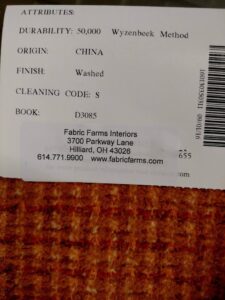 ATTRIBUTES:
DURABILITY: 50,000 Wyzenbeek Method
ORIGIN: CHINA
FINISH: Washed
CLEANING CODE: S
BOOK: D3085
Fabric Farms Interiors
3700 Parkway Lane
Hilliard, OH 43026
614.771.9900 www.fabricfarms.com
655
com